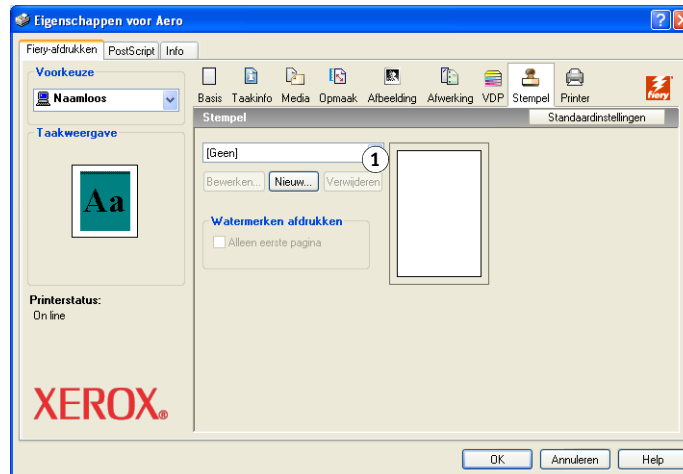 Eigenschappen voor Aero
Fiery-afdrukken PostScript Info
Voorkeuze
Naamloos
Taakweergave
Aa
Printerstatus:
On line
XEROX®
Basis Taakinfo Media Opmaak Afbeelding Afwerking VDP Stempel Printer
fiery
Stempel Standaardinstellingen
[Geen]
1
Bewerken... Nieuw... Verwijderen
Watermerken afdrukken
Alleen eerste pagina
OK Annuleren Help